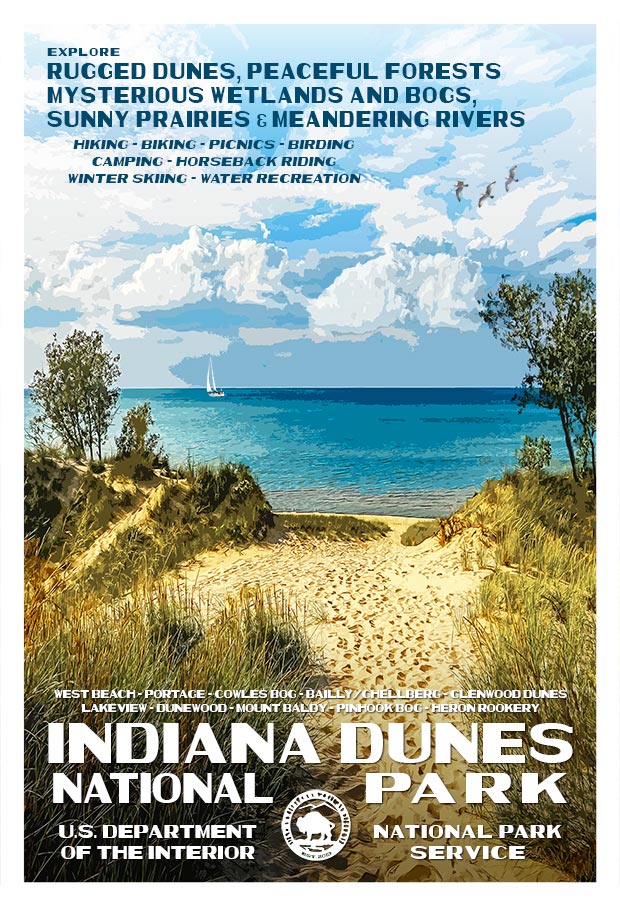 EXPLORE
RUGGED DUNES, PEACEFUL FORESTS
MYSTERIOUS WETLANDS AND BOGS,
SUNNY PRAIRIES & MEANDERING RIVERS
HIKING - BIKING - PICNICS - BIRDING
CAMPING - HORSEBACK RIDING
WINTER SKIING - WATER RECREATION
WEST BEACH - PORTAGE - COWLES BOG - BAILLY/CHELLBERG - GLENWOOD DUNES
LAKEVIEW - DUNEWOOD - MOUNT BALDY - PINHOOK BOG - HERON ROOKERY
INDIANA DUNES
NATIONAL PARK
U.S. DEPARTMENT
OF THE INTERIOR
NATIONAL PARK
SERVICE